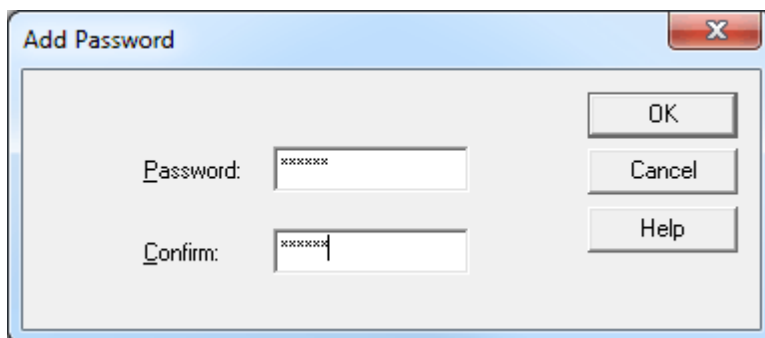 Add Password
OK
Password: ******
Cancel
Help
Confirm: ******